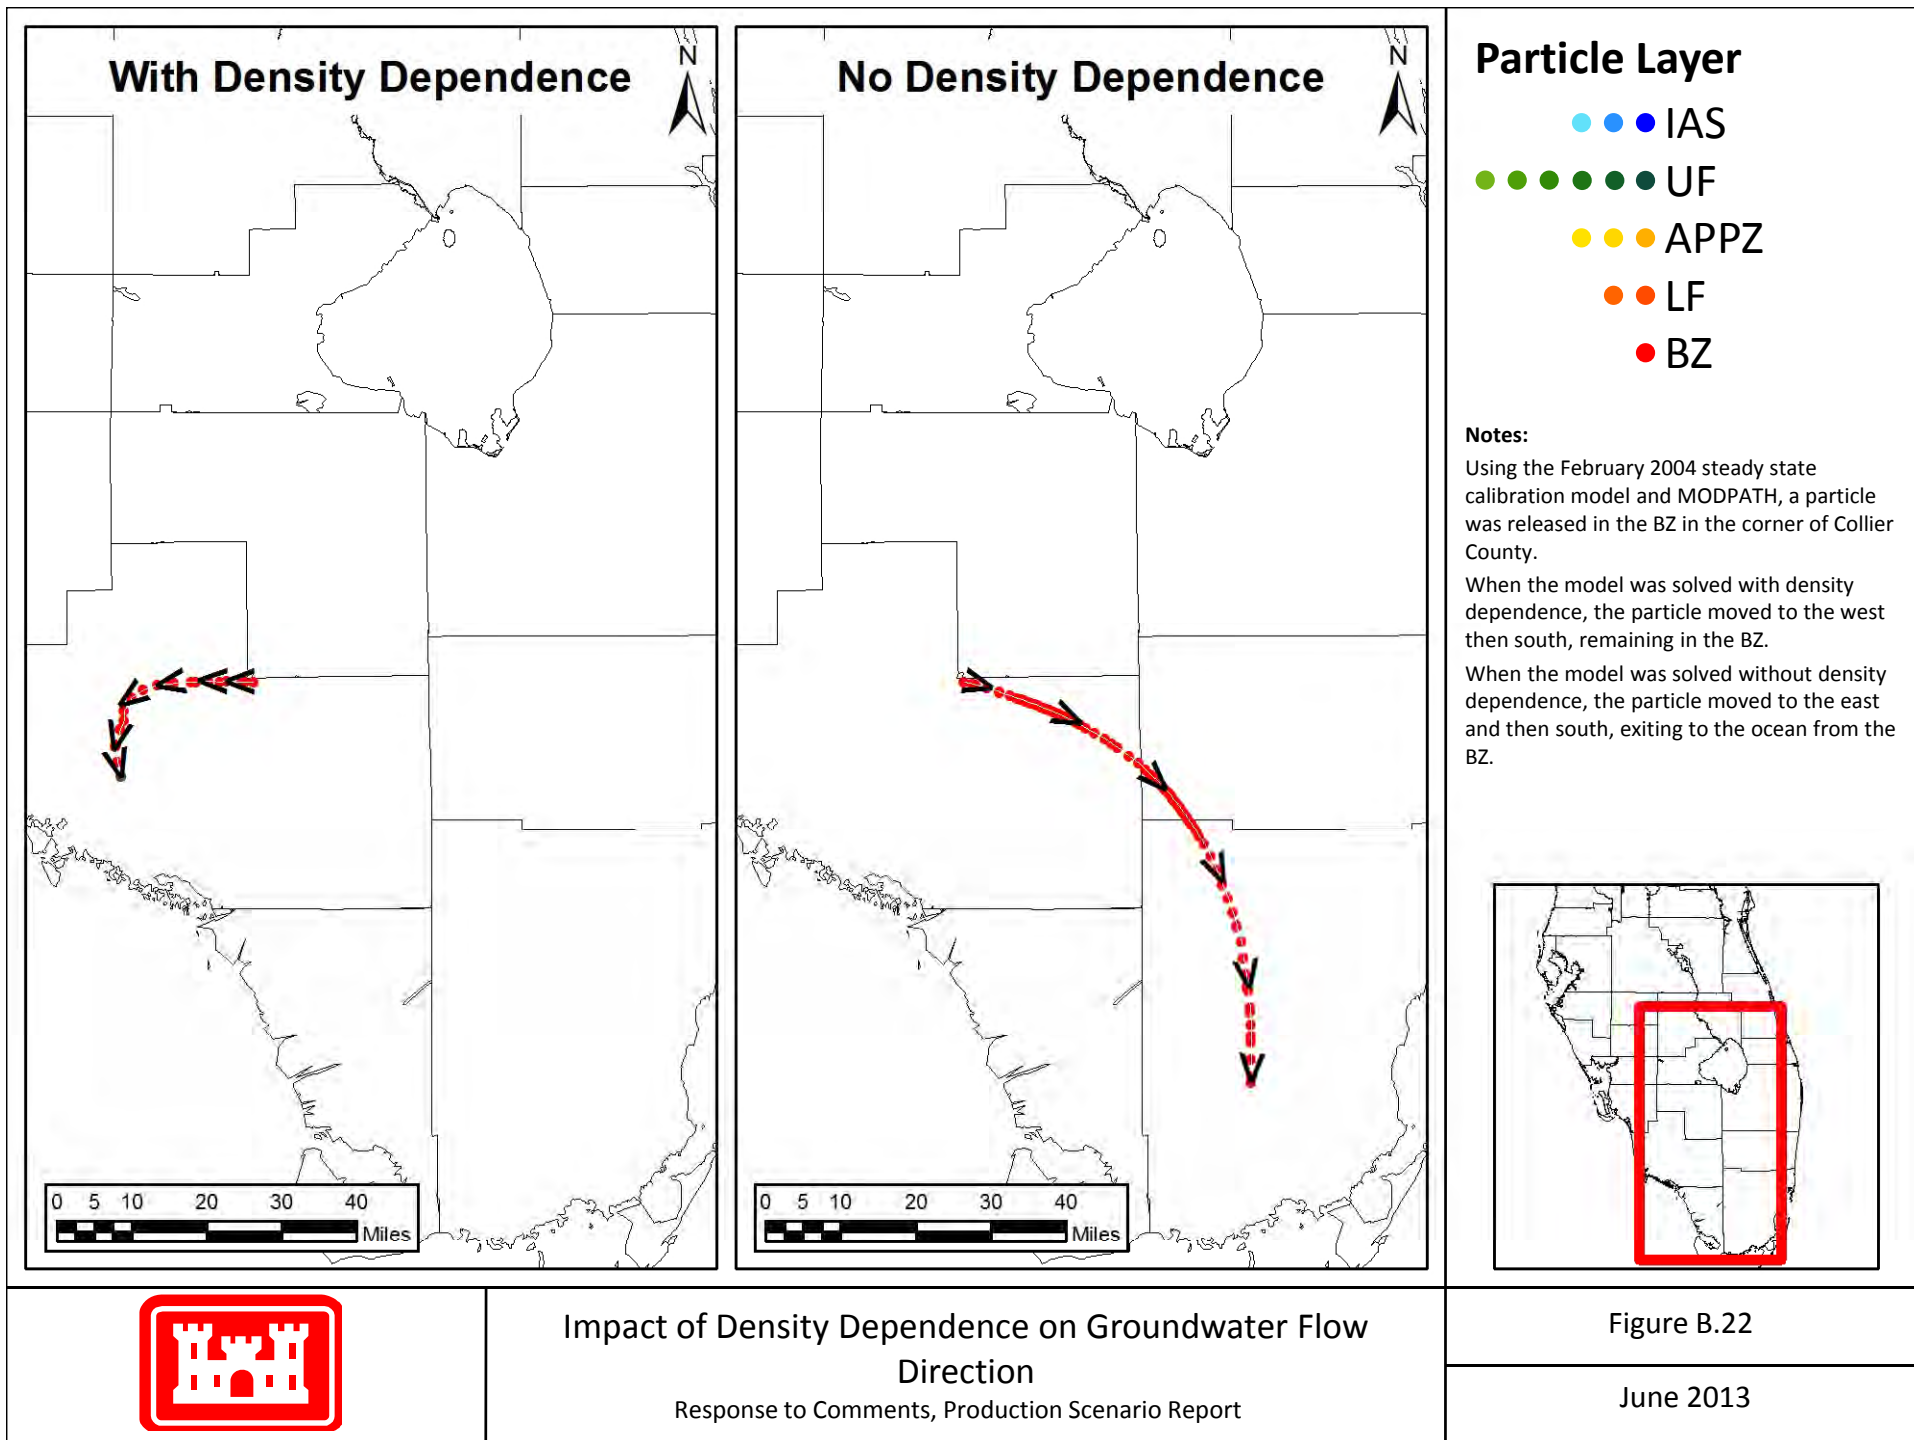 With Density Dependence
N
0 5 10 20 30 40
Miles
No Density Dependence
N
0 5 10 20 30 40
Miles
Particle Layer
IAS
UF
APPZ
LF
BZ
Notes:
Using the February 2004 steady state
calibration model and MODPATH, a particle
was released in the BZ in the corner of Collier
County.
When the model was solved with density
dependence, the particle moved to the west
then south, remaining in the BZ.
When the model was solved without density
dependence, the particle moved to the east
and then south, exiting to the ocean from the
BZ.
Impact of Density Dependence on Groundwater Flow
Direction
Response to Comments, Production Scenario Report
Figure B.22
June 2013